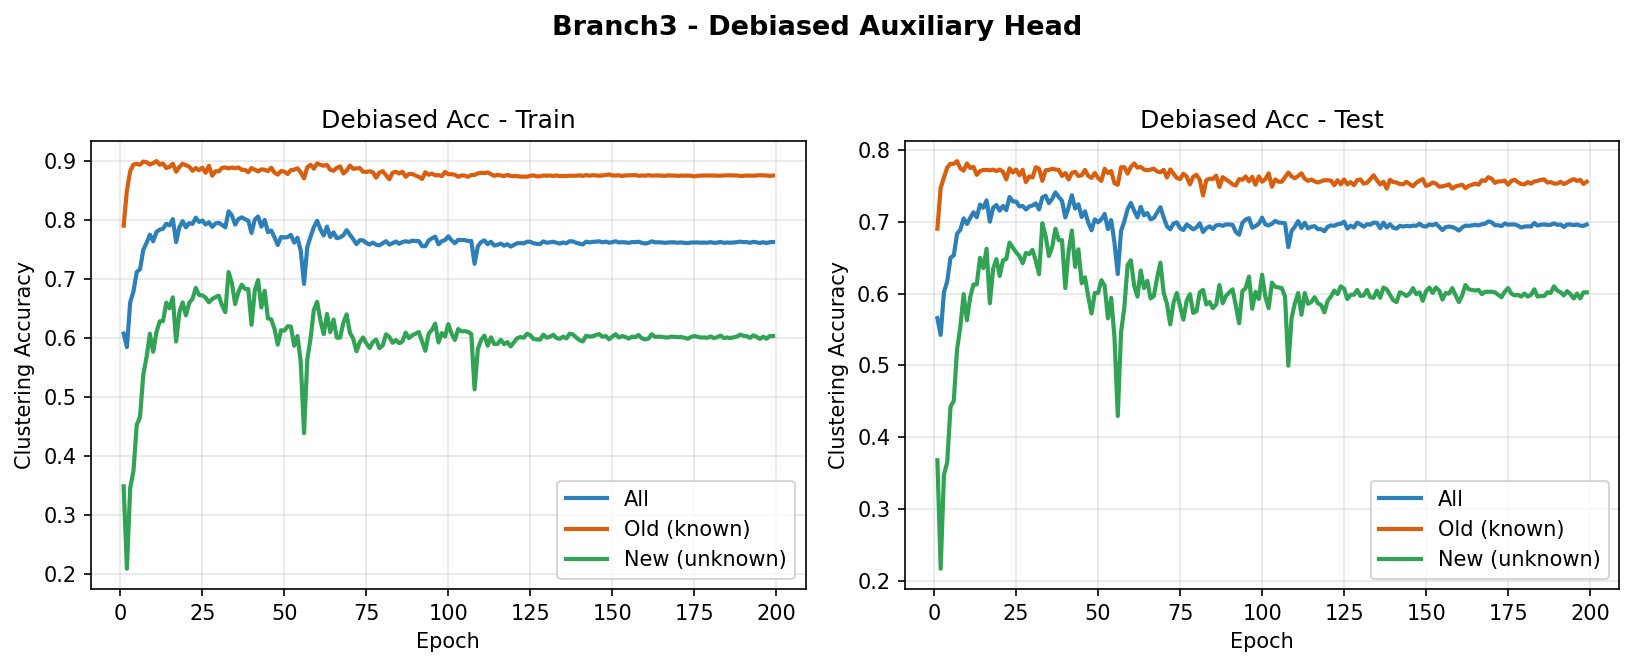 Branch3 - Debiased Auxiliary Head
Debiased Acc - Train
Clustering Accuracy
0.9
0.8
0.7
0.6
0.5
0.4
0.3
0.2
0 25 50 75 100 125 150 175 200
Epoch
All
Old (known)
New (unknown)
Debiased Acc - Test
Clustering Accuracy
0.8
0.7
0.6
0.5
0.4
0.3
0.2
0 25 50 75 100 125 150 175 200
Epoch
All
Old (known)
New (unknown)